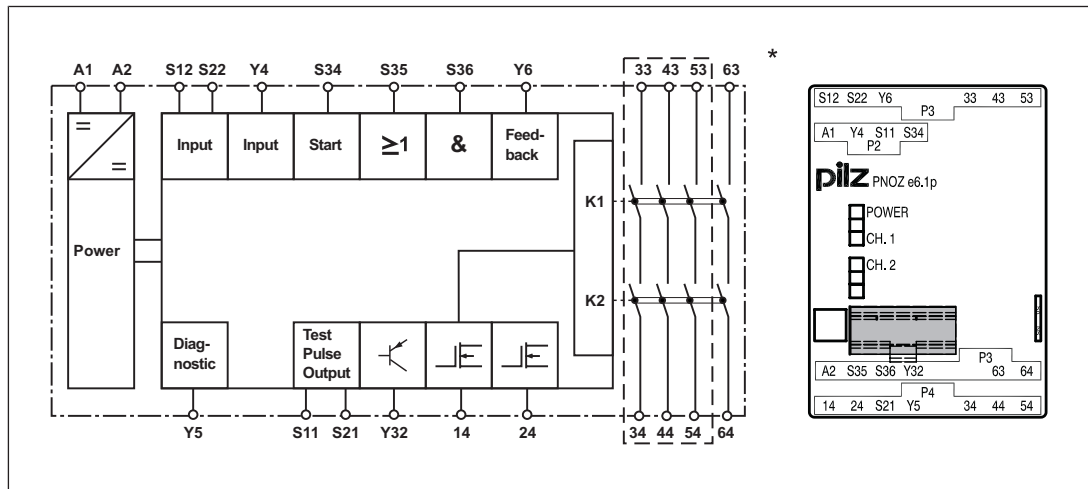 A1 A2 S12 S22 Y4 S34 S35 S36 Y6 33 43 53 63 *
= =
Input Input Start ≥1 & Feed-
back
K1
Power
K2
Diag-
nostic
Test
Pulse
Output
Y5 S11 S21 Y32 14 24 34 44 54 64
S12 S22 Y6 33 43 53
P3
A1 Y4 S11 S34
P2
pilz PNOZ e6.1p
POWER
CH. 1
CH. 2
P3
A2 S35 S36 Y32 63 64
P4
14 24 S21 Y5 34 44 54